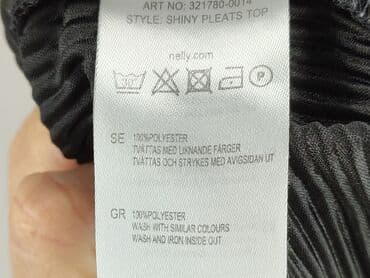 ART NO: 321780-0014
STYLE: SHINY PLEATS TOP
nelly.com
30°
P
SE 100%POLYESTER
TVÄTTAS MED LIKNANDE FÄRGER
TVÄTTAS OCH STRYKES MED AVIGSIDAN UT
GR 100%POLYESTER
WASH WITH SIMILAR COLOURS
WASH AND IRON INSIDE OUT